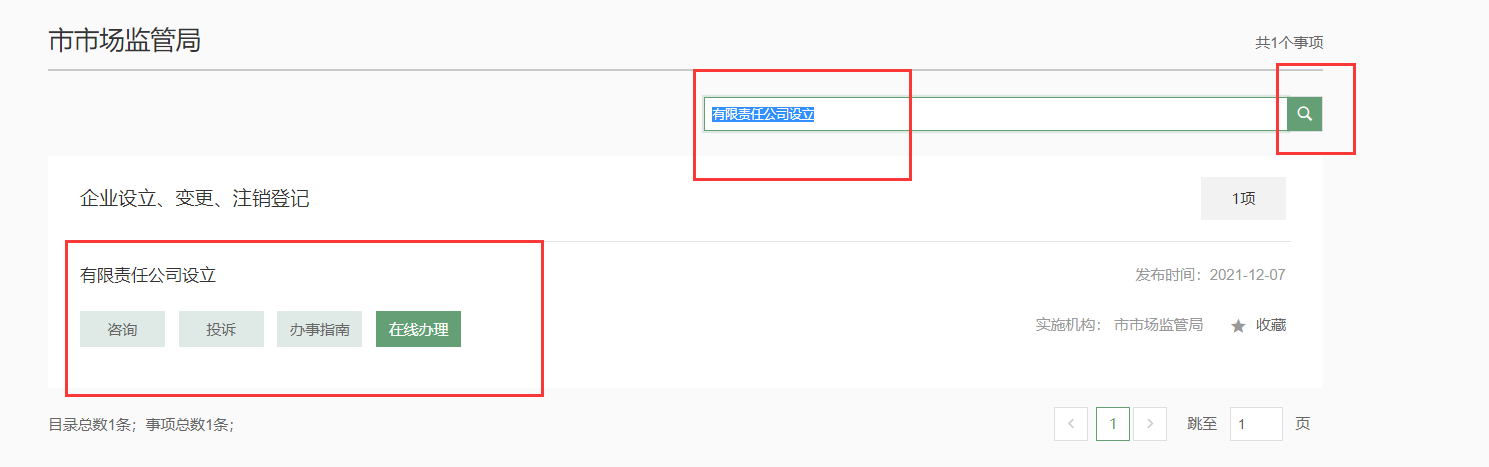 市市场监管局
共1个事项
有限责任公司设立
企业设立、变更、注销登记
1项
有限责任公司设立
发布时间：2021-12-07
咨询 投诉 办事指南 在线办理
实施机构： 市市场监管局 收藏
目录总数1条；事项总数1条；
1 跳至 1 页